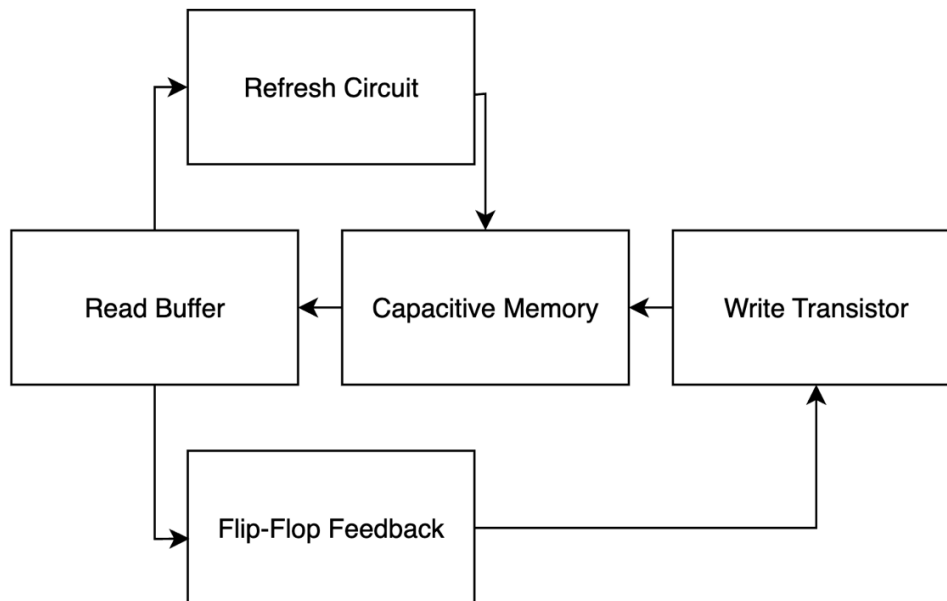 Refresh Circuit
Read Buffer
Capacitive Memory
Write Transistor
Flip-Flop Feedback